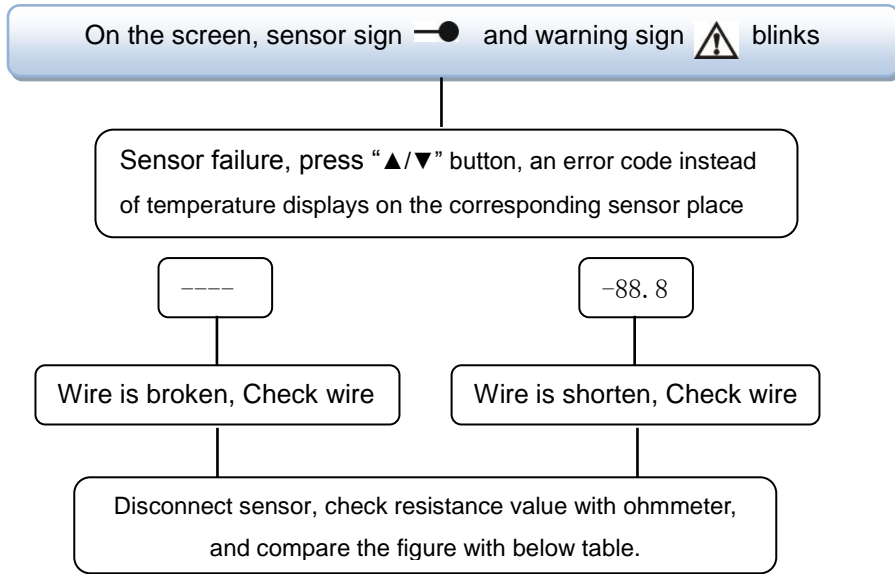 On the screen, sensor sign and warning sign blinks
Sensor failure, press “▲/▼” button, an error code instead
of temperature displays on the corresponding sensor place
----
-88.8
Wire is broken, Check wire
Wire is shorten, Check wire
Disconnect sensor, check resistance value with ohmmeter,
and compare the figure with below table.